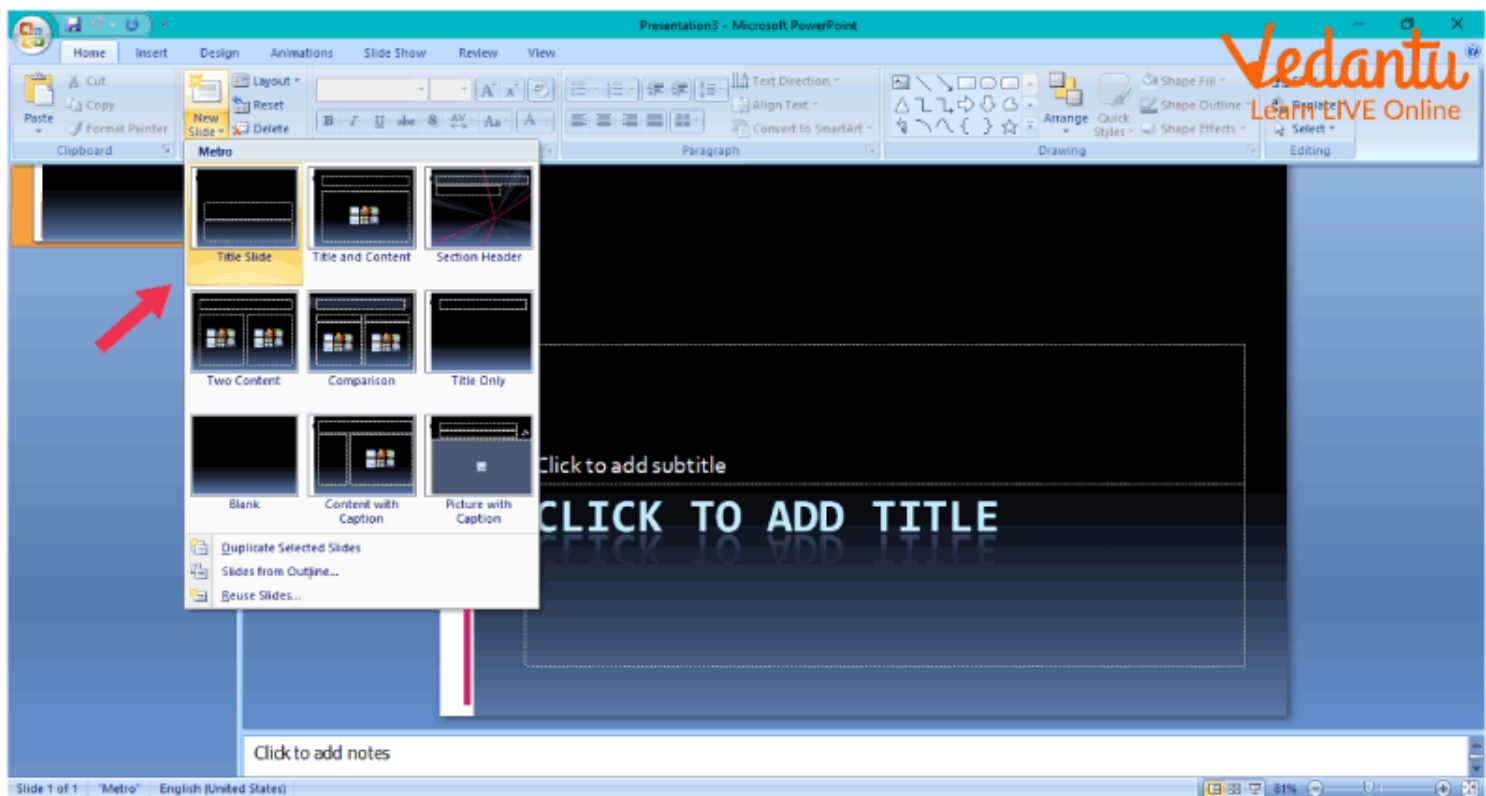 Presentation3 - Microsoft PowerPoint
Vedantu
Learn LIVE Online
Home Insert Design Animations Slide Show Review View
Paste
Cut
Copy
Format Painter
Clipboard
New
Slide
Layout
Reset
Delete
B I U abc S AV Aa A
Text Direction
Align Text
Convert to SmartArt
Paragraph
Arrange
Quick
Styles
Shape Fill
Shape Outline
Shape Effects
Drawing
Replace
Select
Editing
Metro
Title Slide
Title and Content
Section Header
Two Content
Comparison
Title Only
Blank
Content with
Caption
Picture with
Caption
Duplicate Selected Slides
Slides from Outline...
Reuse Slides...
Click to add subtitle
CLICK TO ADD TITLE
Click to add notes
Slide 1 of 1 "Metro" English (United States) 81%